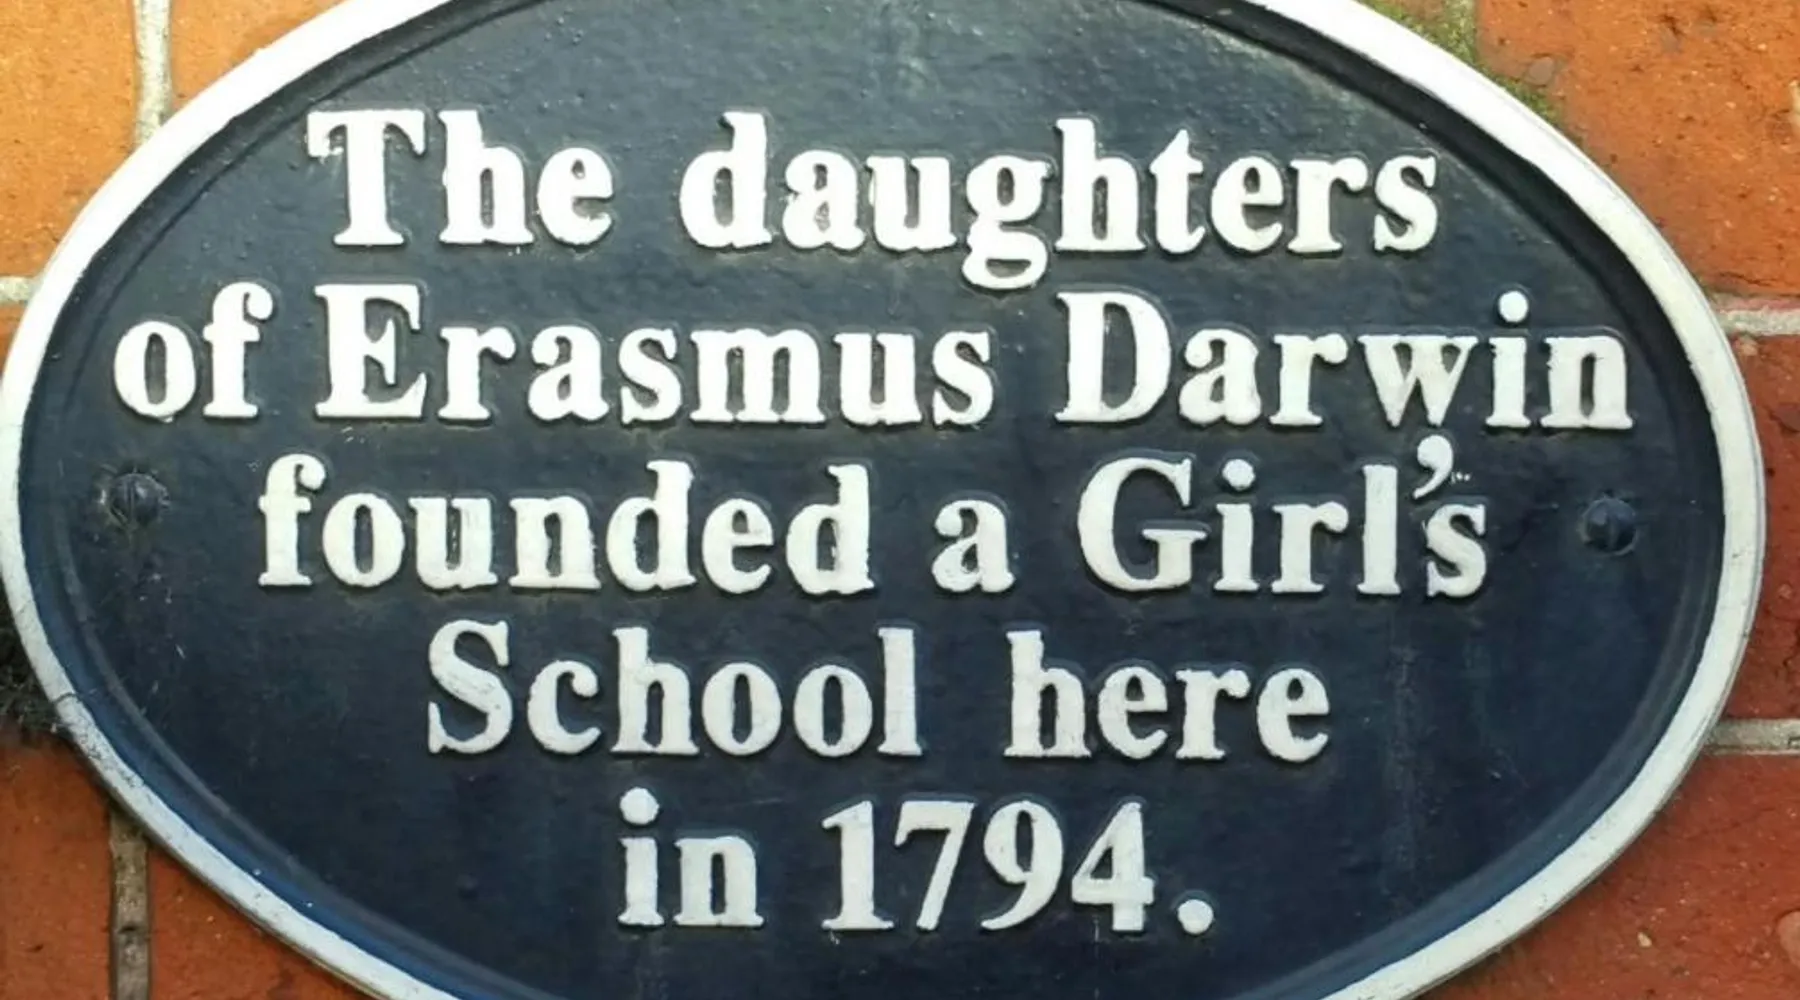 The daughters
of Erasmus Darwin
founded a Girl's
School here
in 1794.